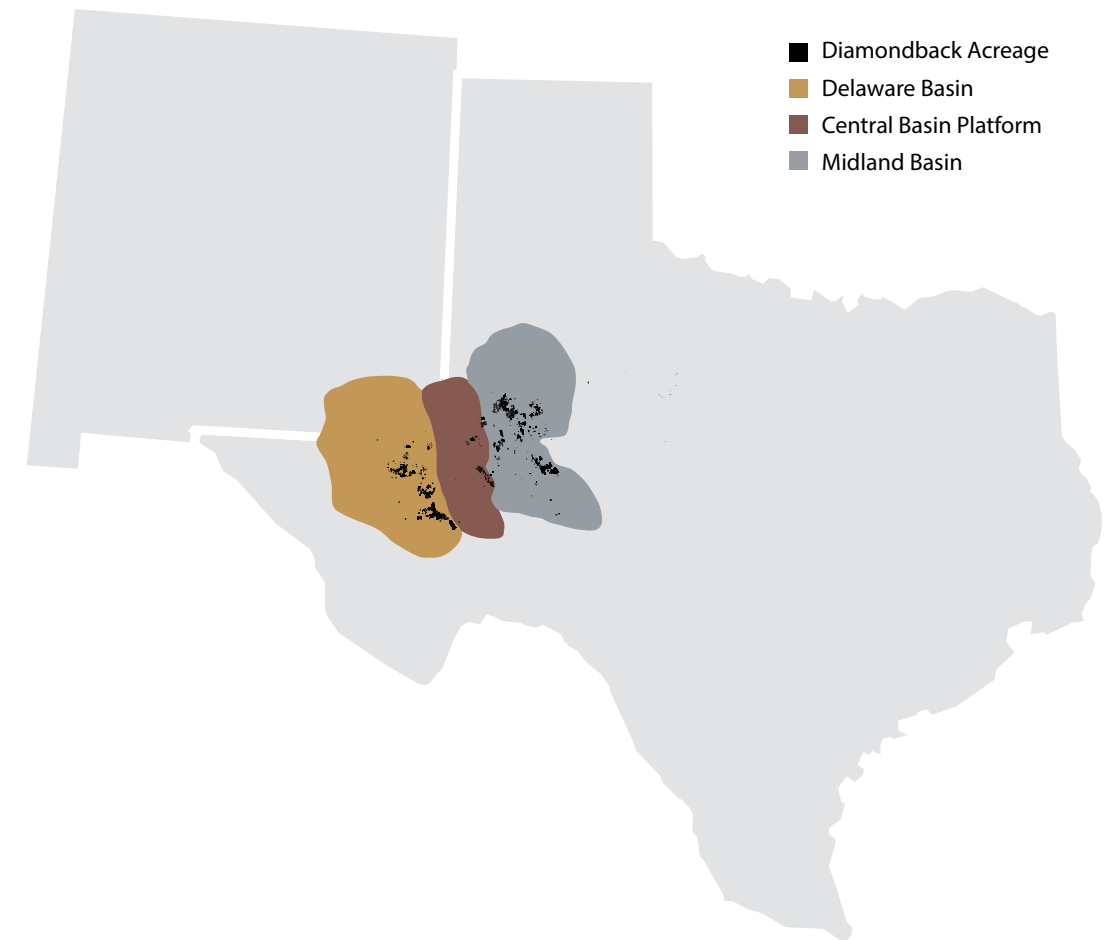 Diamondback Acreage
Delaware Basin
Central Basin Platform
Midland Basin